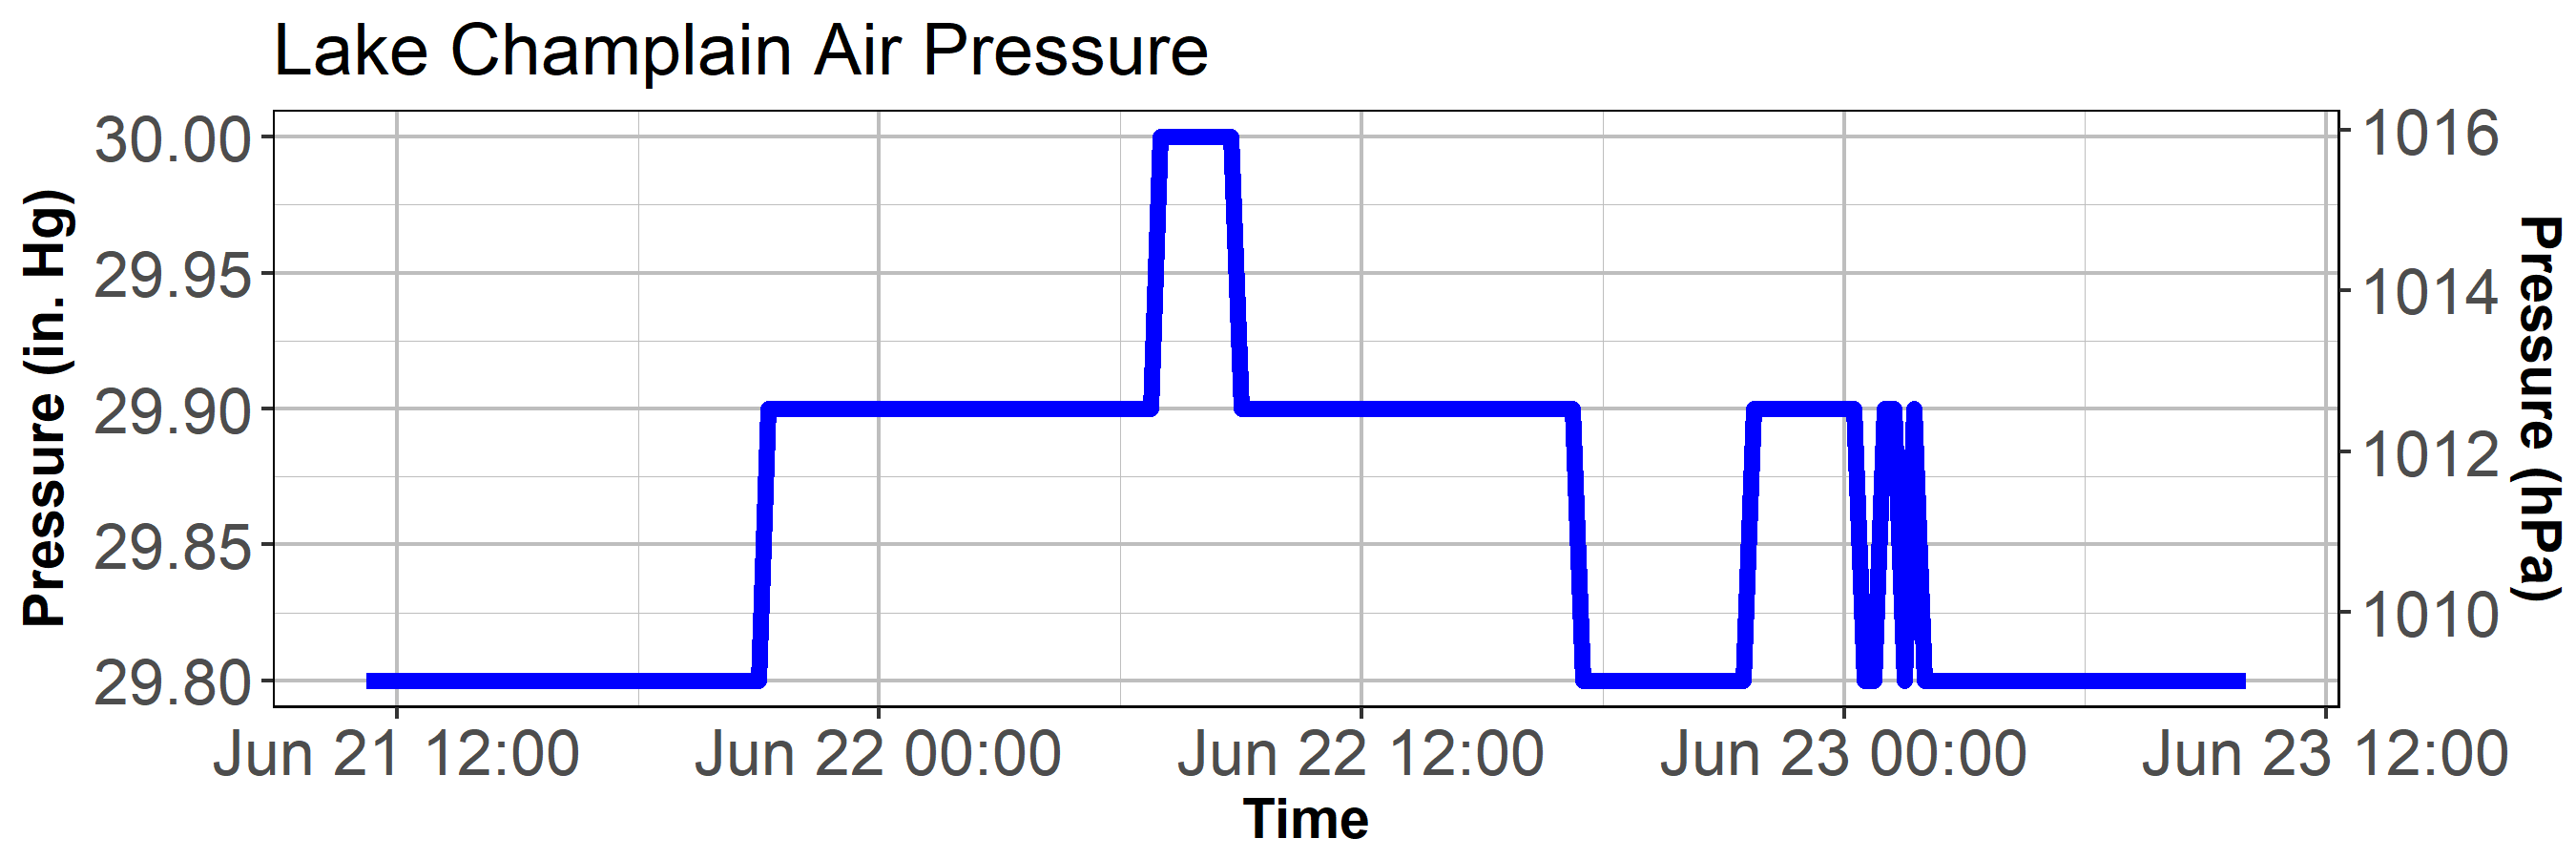 Lake Champlain Air Pressure
30.00
29.95
29.90
29.85
29.80
Pressure (in. Hg)
1016
1014
1012
1010
Pressure (hPa)
Jun 21 12:00 Jun 22 00:00 Jun 22 12:00 Jun 23 00:00 Jun 23 12:00
Time